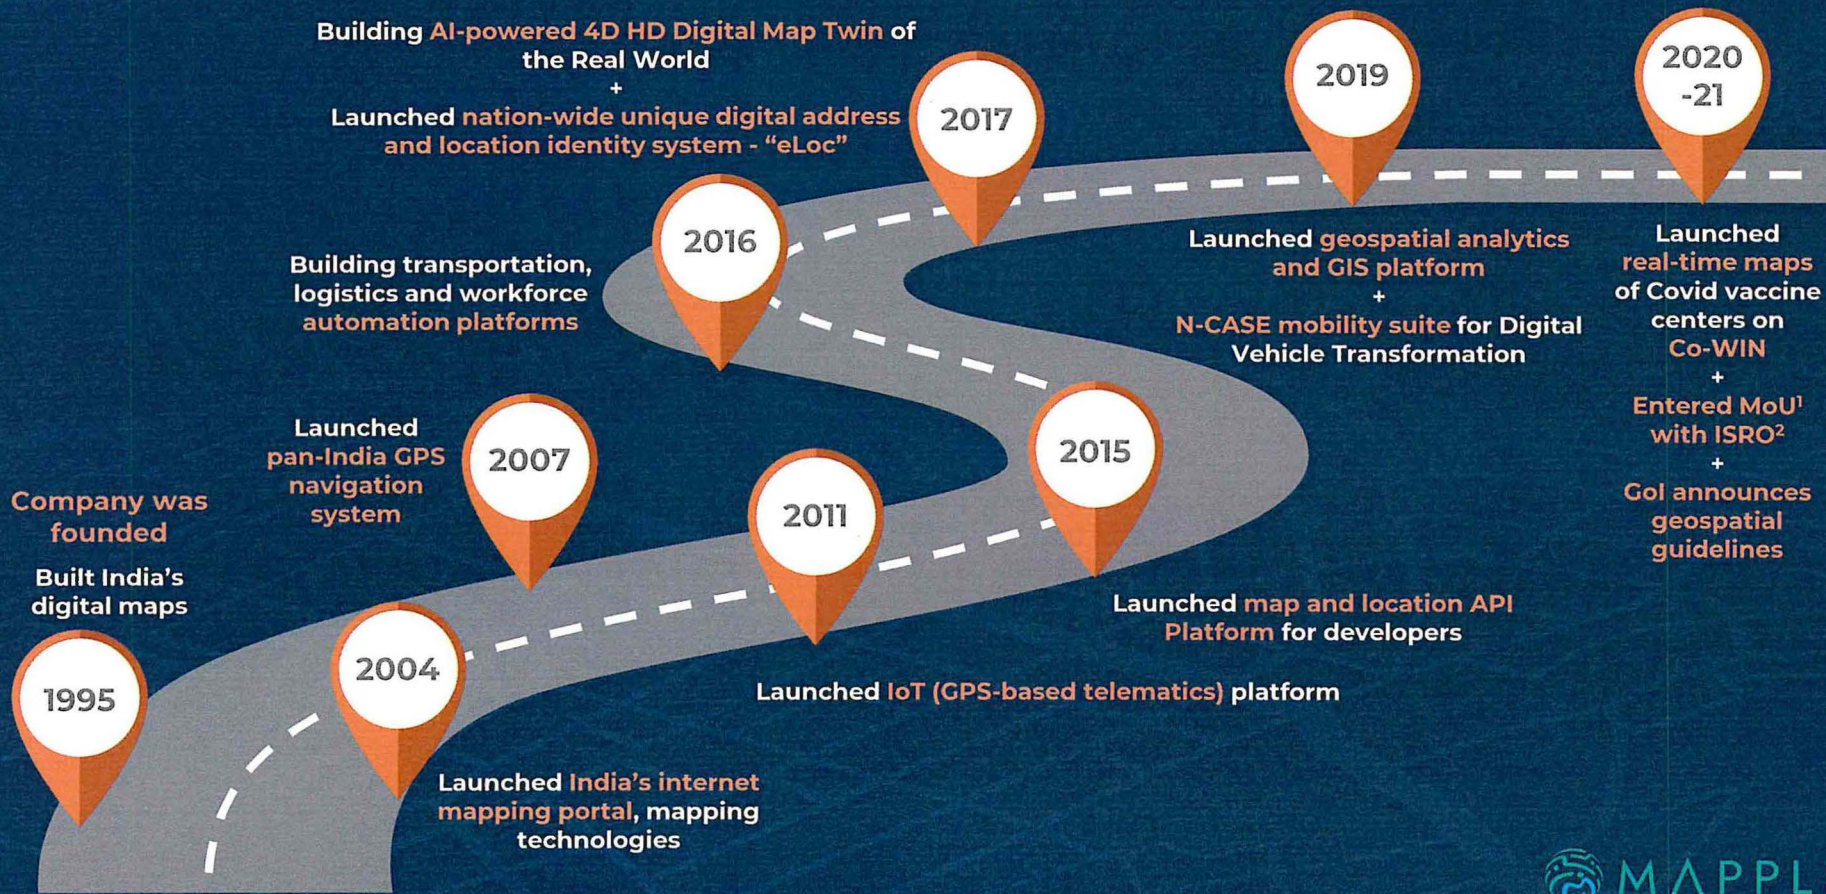 Company was
founded
Built India's
digital maps
1995
2004
Launched India's internet
mapping portal, mapping
technologies
Launched
pan-India GPS
navigation
system
2007
2011
Launched IoT (GPS-based telematics) platform
2015
Launched map and location API
Platform for developers
Building transportation,
logistics and workforce
automation platforms
2016
Building AI-powered 4D HD Digital Map Twin of
the Real World
+
Launched nation-wide unique digital address
and location identity system - “eLoc”
2017
2019
Launched geospatial analytics
and GIS platform
+
N-CASE mobility suite for Digital
Vehicle Transformation
2020
-21
Launched
real-time maps
of Covid vaccine
centers on
Co-WIN
+
Entered MoU¹
with ISRO²
+
GoI announces
geospatial
guidelines
MAPPL